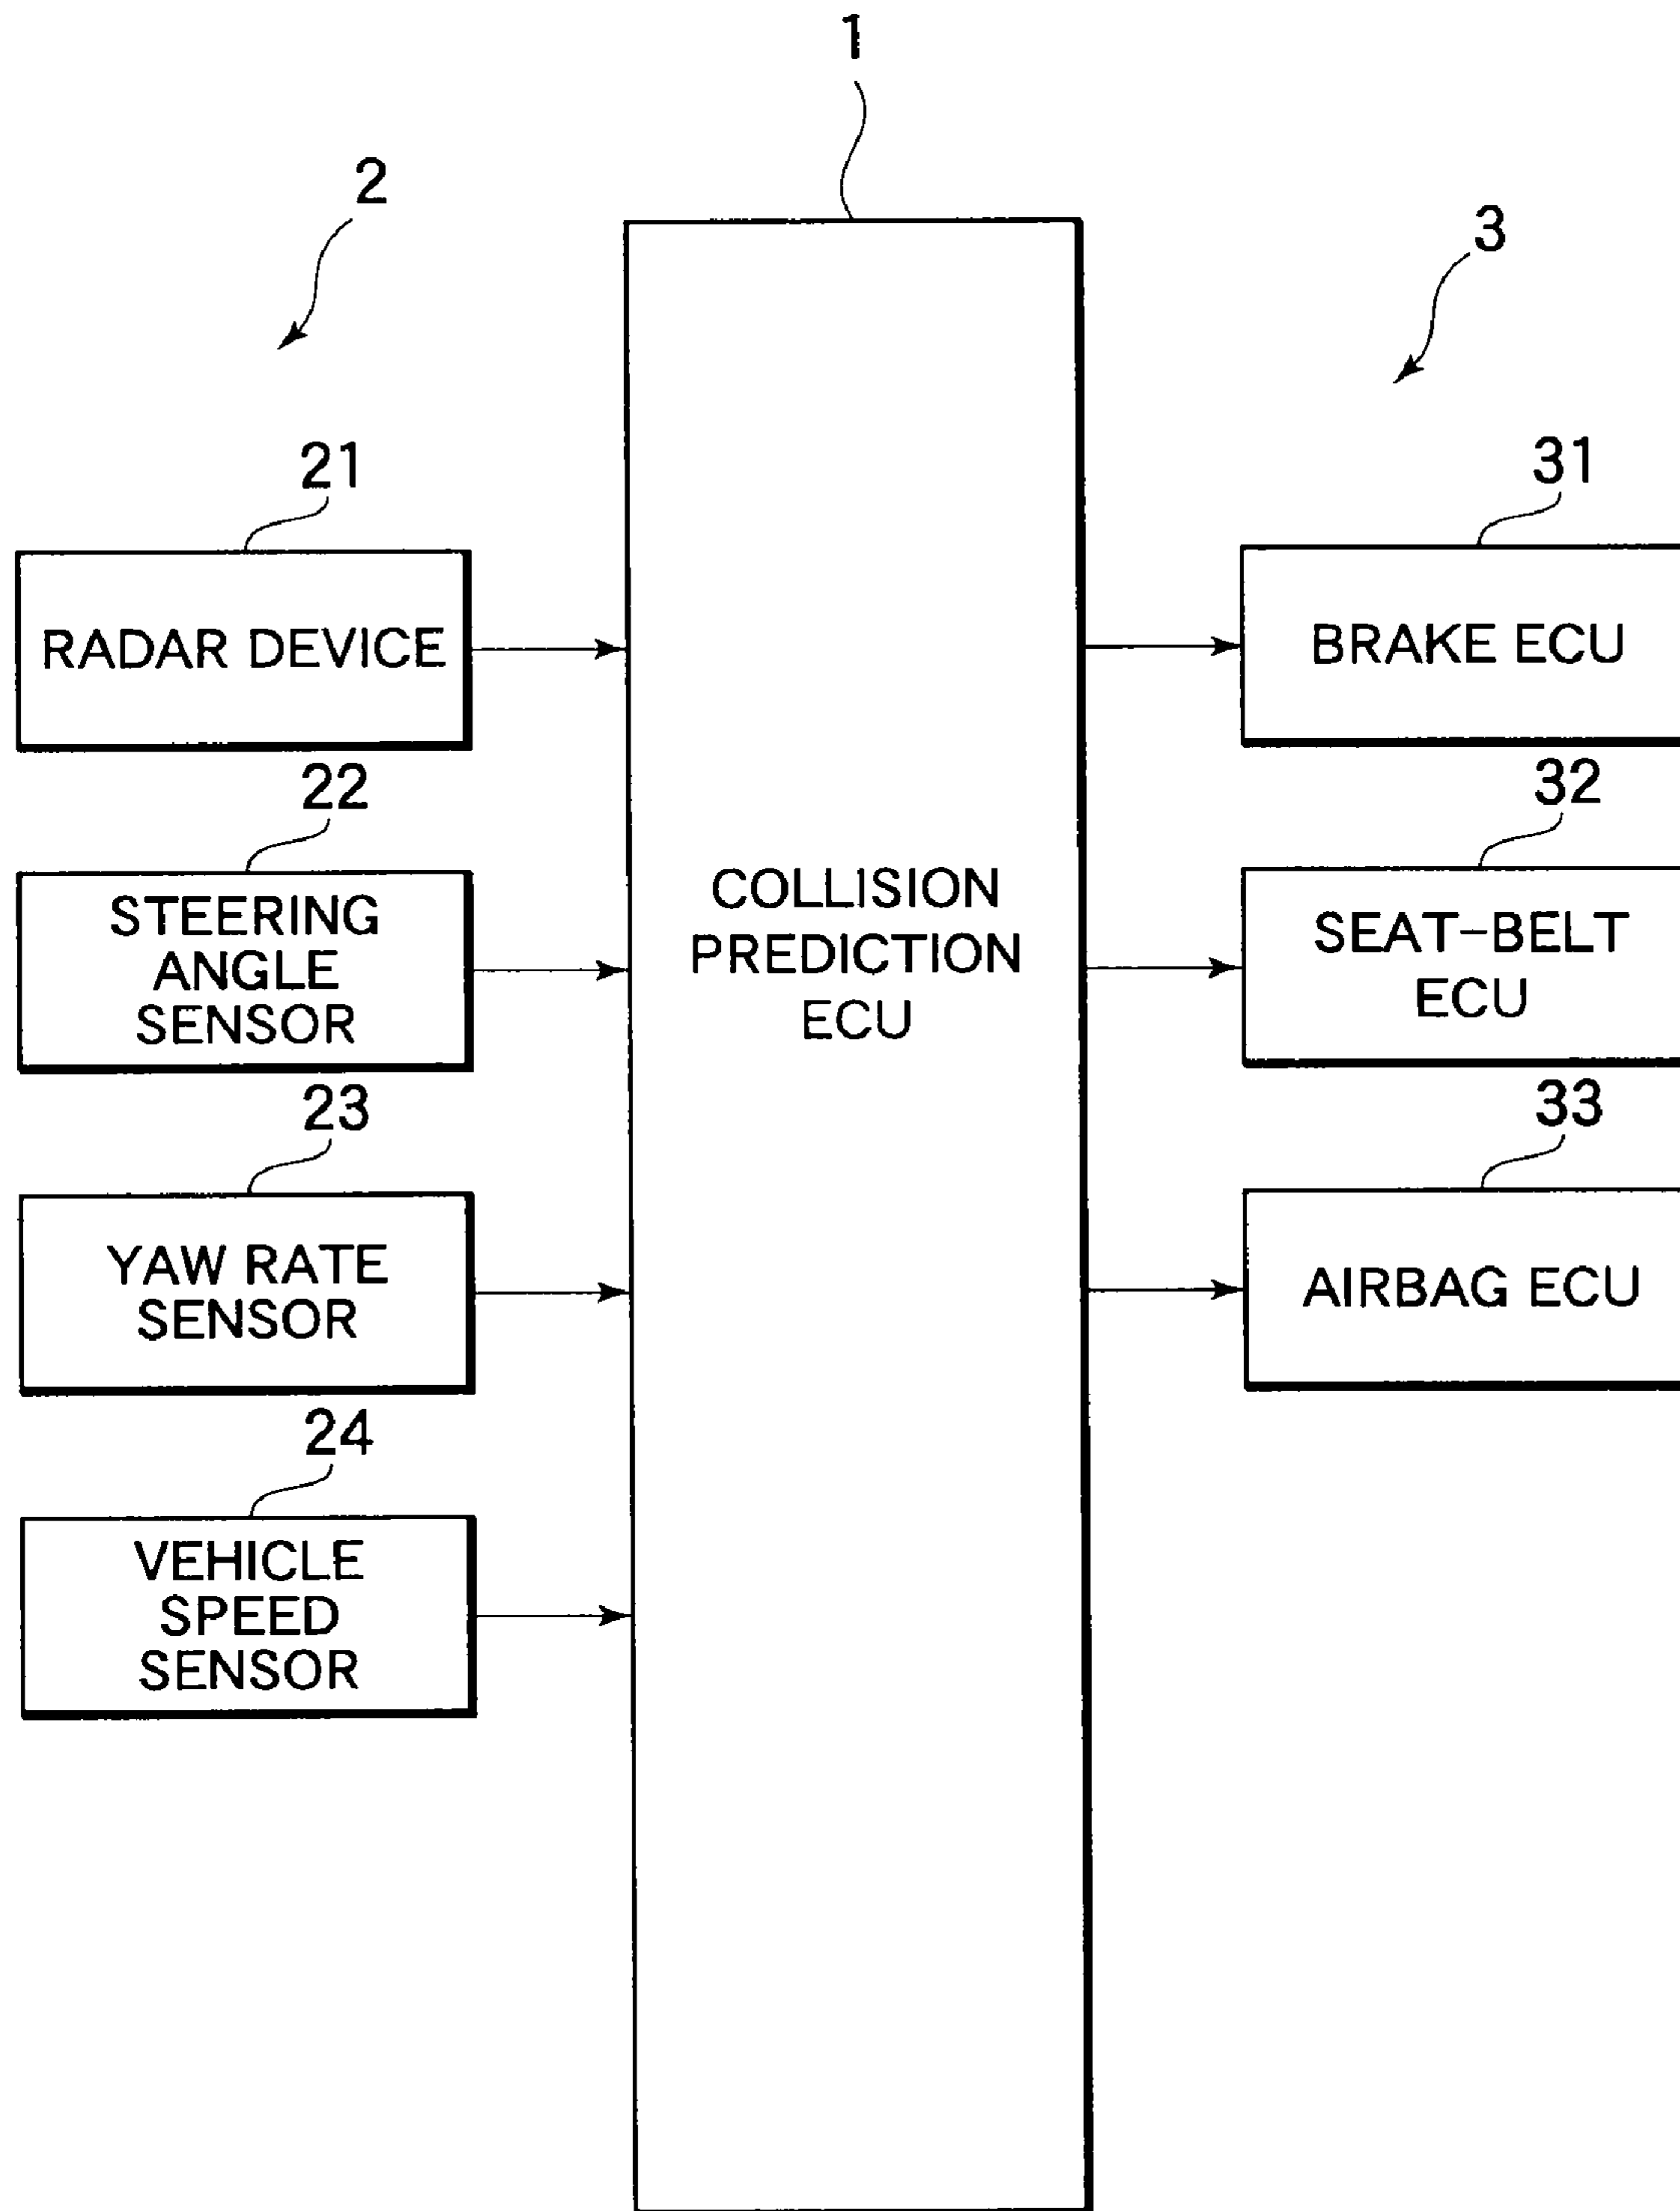 1
2
3
21
RADAR DEVICE
22
STEERING
ANGLE
SENSOR
23
YAW RATE
SENSOR
24
VEHICLE
SPEED
SENSOR
COLLISION
PREDICTION
ECU
31
BRAKE ECU
32
SEAT-BELT
ECU
33
AIRBAG ECU